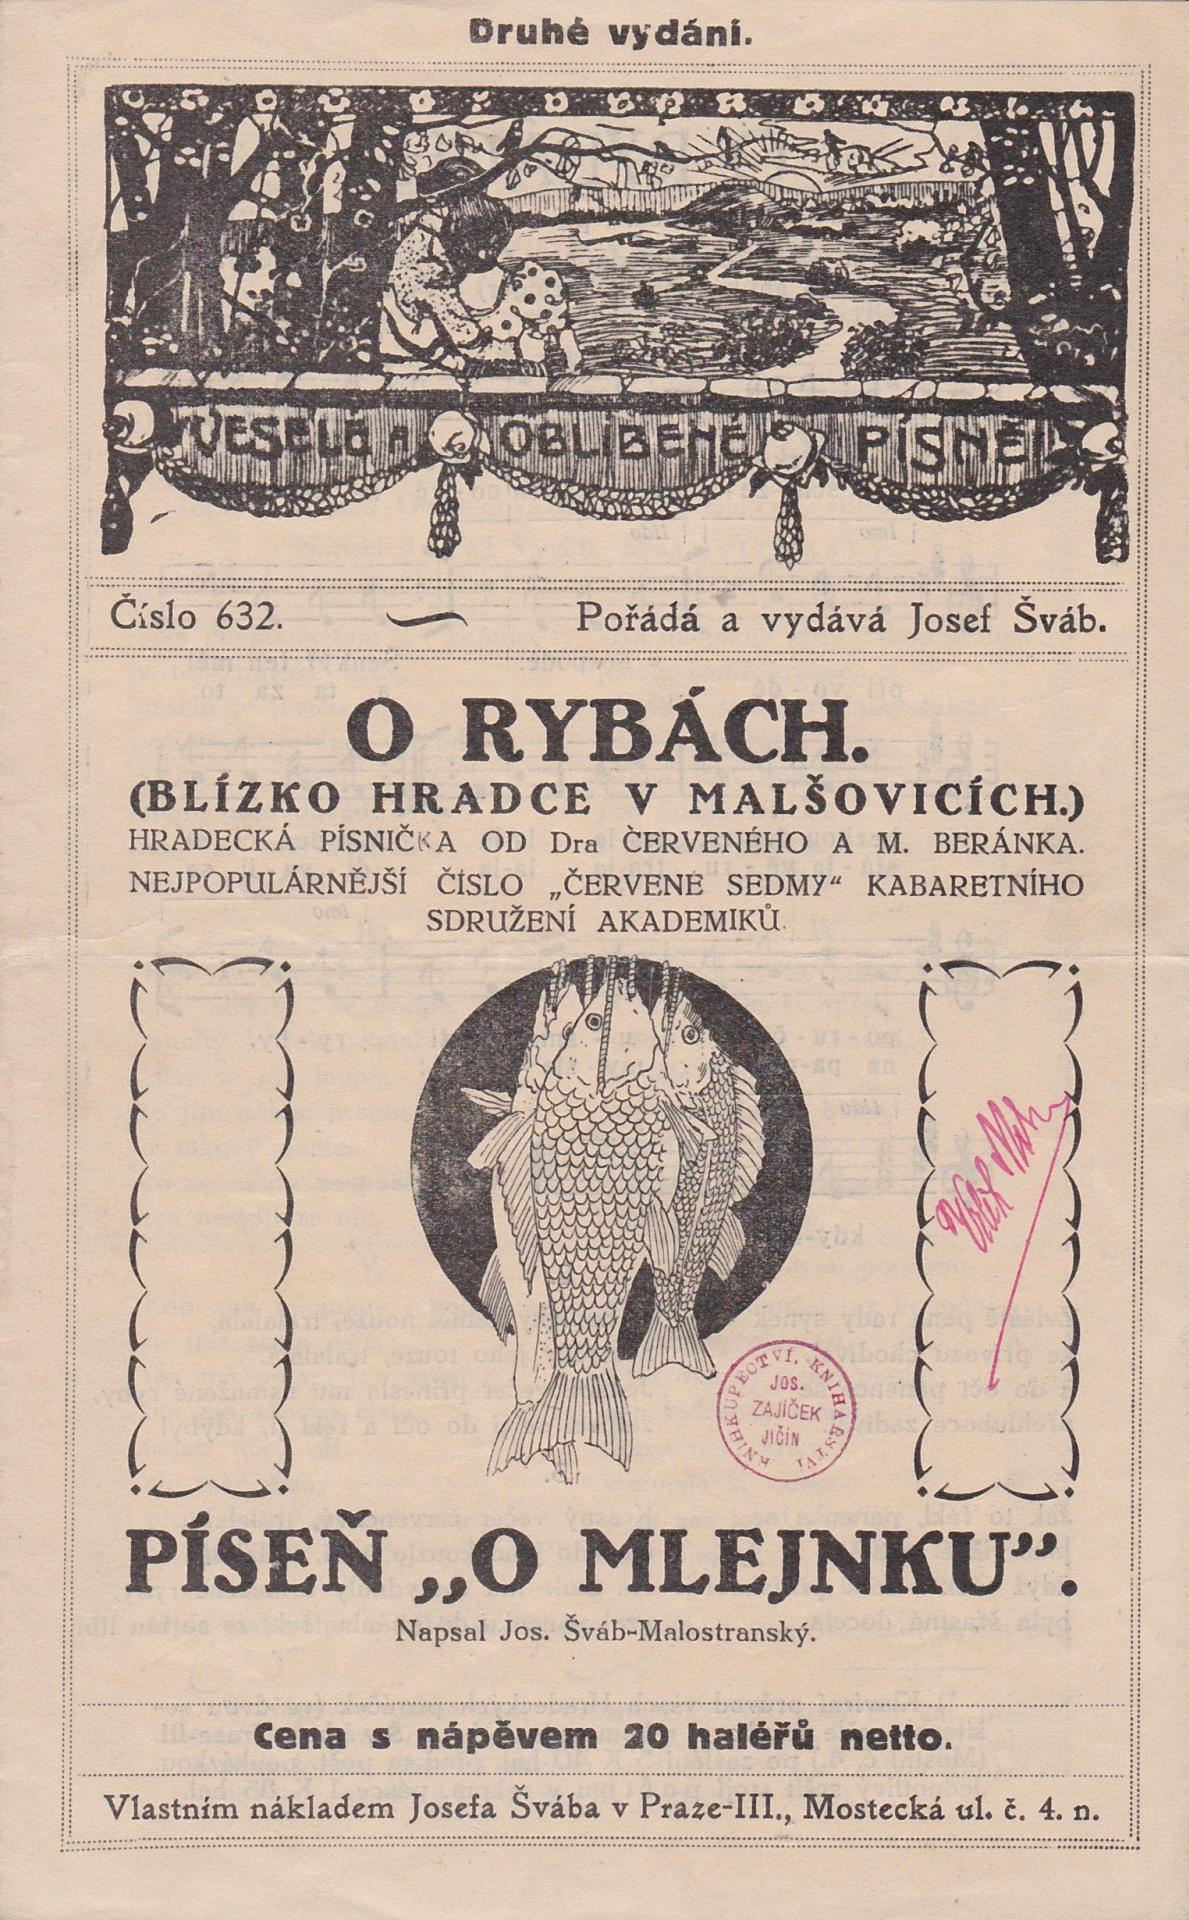 Druhé vydání.
VESELÉ A OBLÍBENÉ PÍSNĚ
Číslo 632. Pořádá a vydává Josef Šváb.
O RYBÁCH.
(BLÍZKO HRADCE V MALŠOVICÍCH.)
HRADECKÁ PÍSNIČKA OD Dra ČERVENÉHO A M. BERÁNKA.
NEJPOPULÁRNĚJŠÍ ČÍSLO „ČERVENÉ SEDMY“ KABARETNÍHO
SDRUŽENÍ AKADEMIKŮ.
KNIHKUPECTVÍ, KNIHAŘSTVÍ
JOS.
ZAJÍČEK
JIČÍN
PÍSEŇ „O MLEJNKU”.
Napsal Jos. Šváb-Malostranský.
Cena s nápěvem 20 haléřů netto.
Vlastním nákladem Josefa Švába v Praze-III., Mostecká ul. č. 4. n.